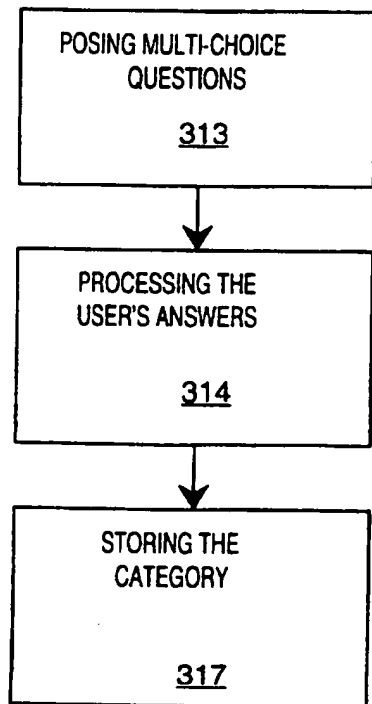 POSING MULTI-CHOICE
QUESTIONS
313
PROCESSING THE
USER'S ANSWERS
314
STORING THE
CATEGORY
317